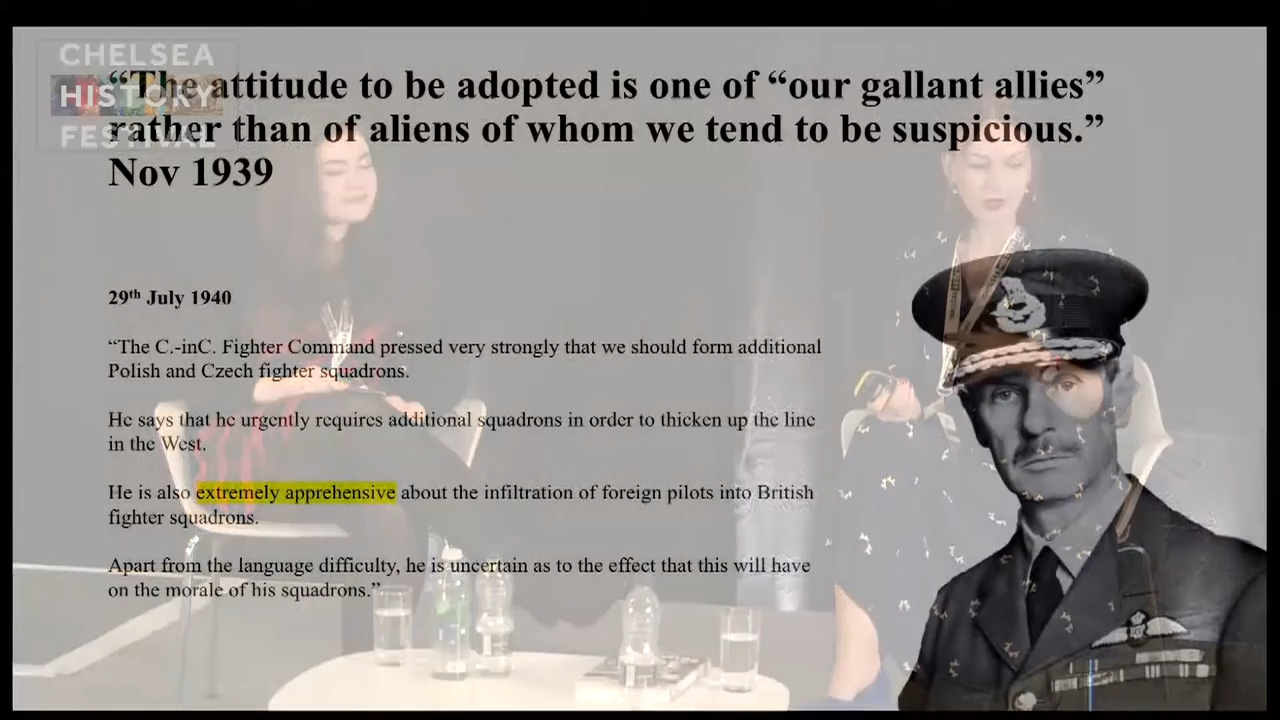 CHELSEA
HISTORY
FESTIVAL
“The attitude to be adopted is one of “our gallant allies”
rather than of aliens of whom we tend to be suspicious.”
Nov 1939
29th July 1940
“The C.-inC. Fighter Command pressed very strongly that we should form additional
Polish and Czech fighter squadrons.
He says that he urgently requires additional squadrons in order to thicken up the line
in the West.
He is also extremely apprehensive about the infiltration of foreign pilots into British
fighter squadrons.
Apart from the language difficulty, he is uncertain as to the effect that this will have
on the morale of his squadrons.”